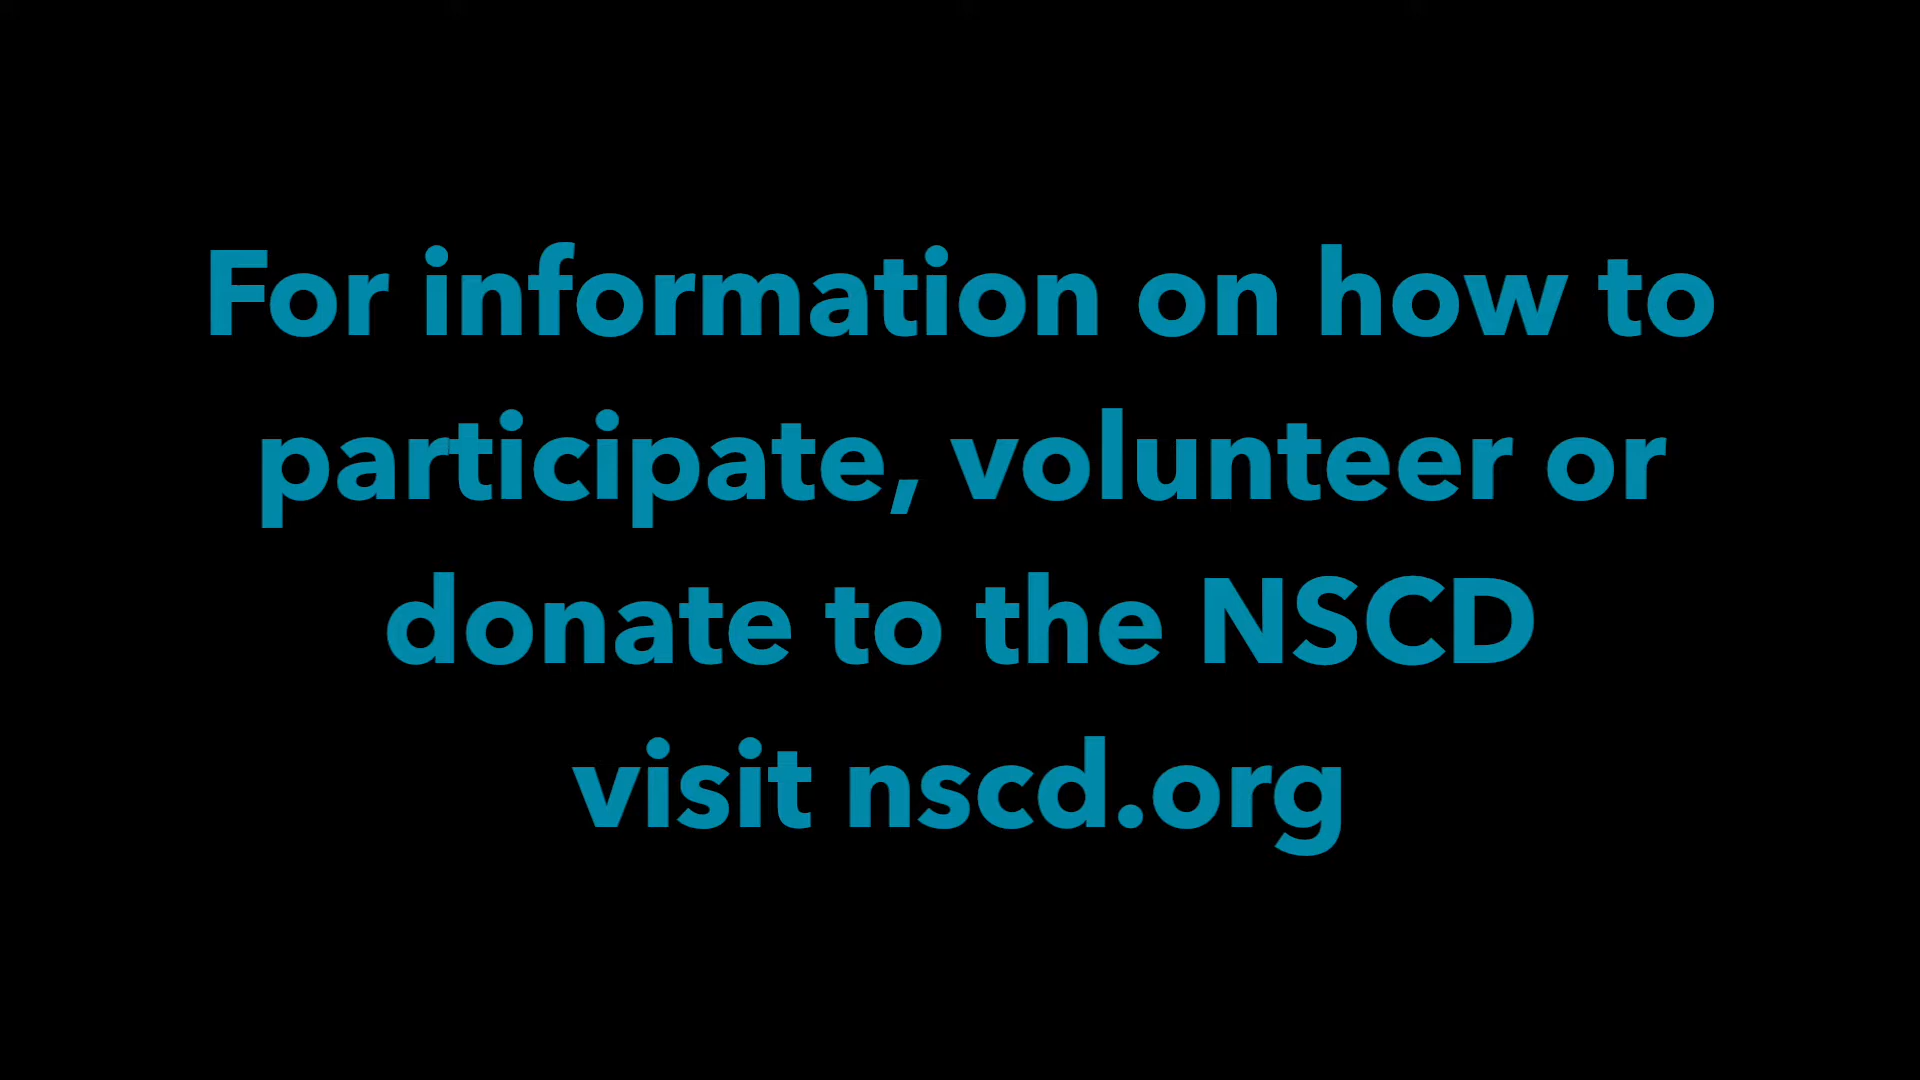 For information on how to
participate, volunteer or
donate to the NSCD
visit nscd.org